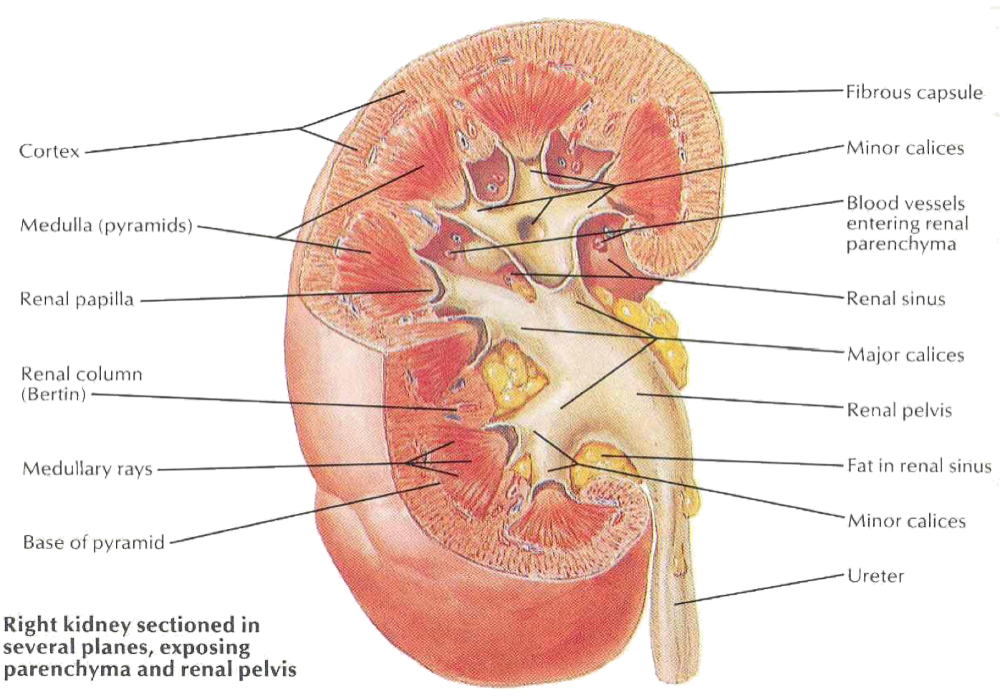 Cortex
Medulla (pyramids)
Renal papilla
Renal column
(Bertin)
Medullary rays
Base of pyramid
Right kidney sectioned in
several planes, exposing
parenchyma and renal pelvis
Fibrous capsule
Minor calices
Blood vessels
entering renal
parenchyma
Renal sinus
Major calices
Renal pelvis
Fat in renal sinus
Minor calices
Ureter